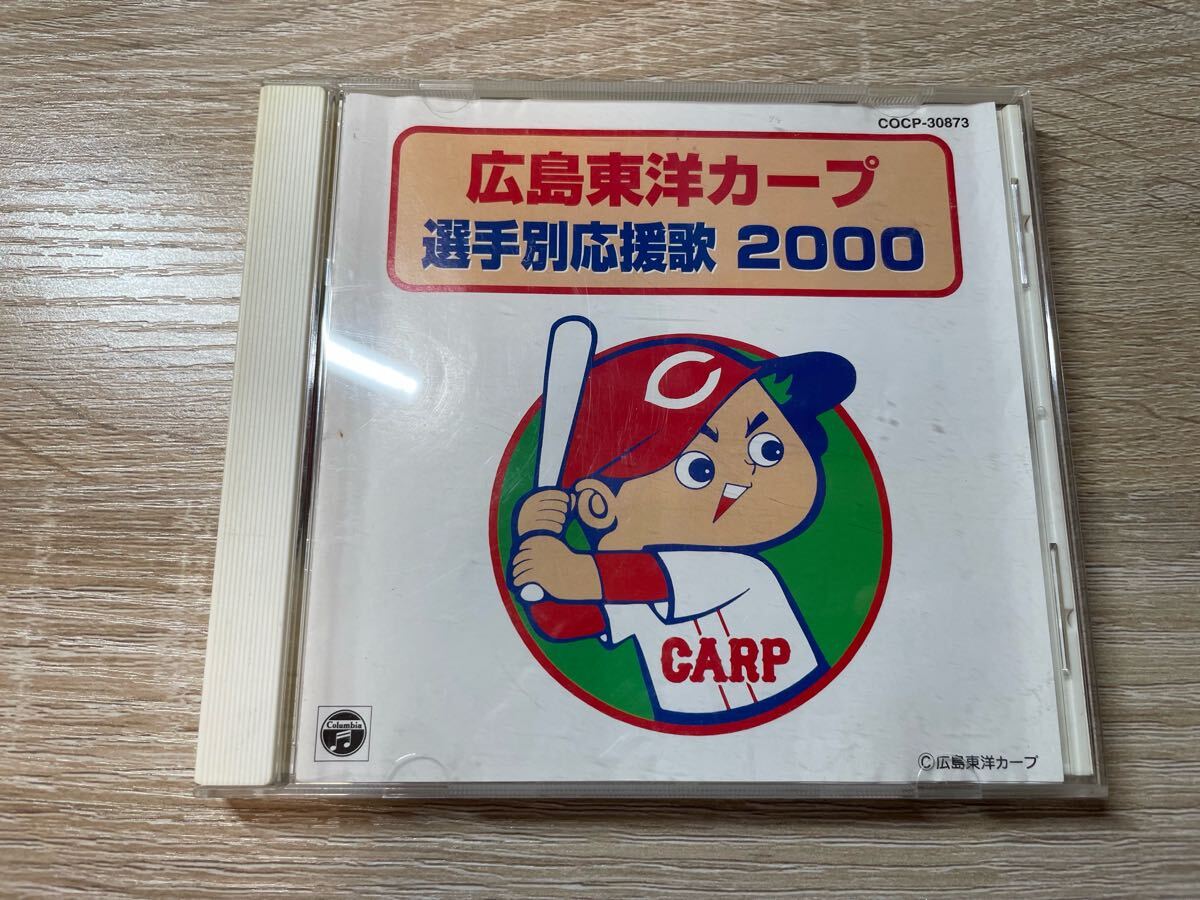 COCP-30873
広島東洋カープ
選手別応援歌 2000
C
CARP
Columbia
©広島東洋カープ